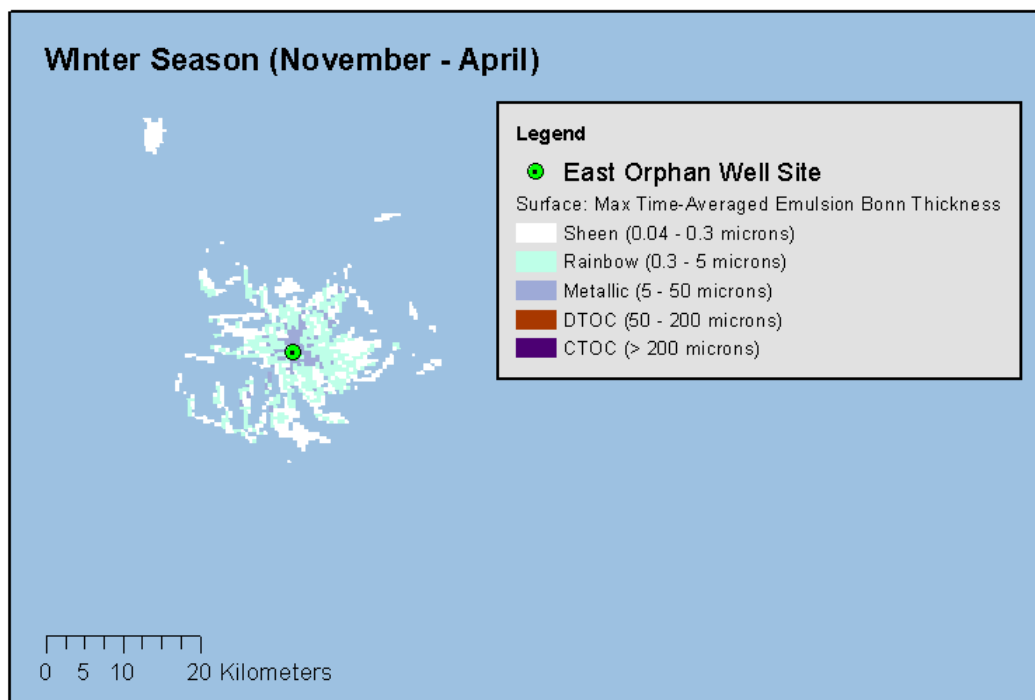 WInter Season (November - April)
Legend
East Orphan Well Site
Surface: Max Time-Averaged Emulsion Bonn Thickness
Sheen (0.04 - 0.3 microns)
Rainbow (0.3 - 5 microns)
Metallic (5 - 50 microns)
DTOC (50 - 200 microns)
CTOC (> 200 microns)
0 5 10 20 Kilometers